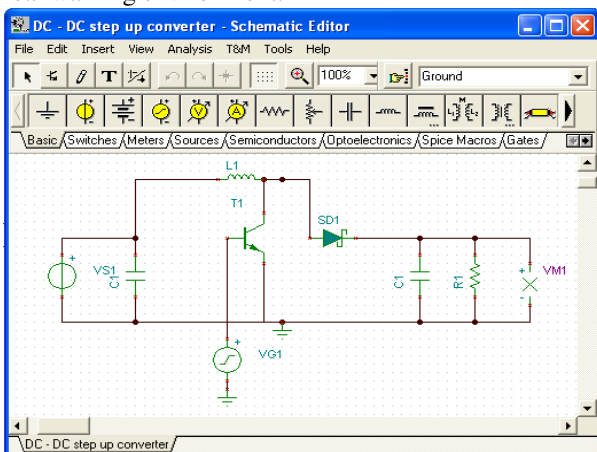 DC - DC step up converter - Schematic Editor
File Edit Insert View Analysis T&M Tools Help
T 100% Ground
Basic Switches Meters Sources Semiconductors Optoelectronics Spice Macros Gates
L1
T1
SD1
VS1
C1
C1
R1
VM1
VG1
DC - DC step up converter